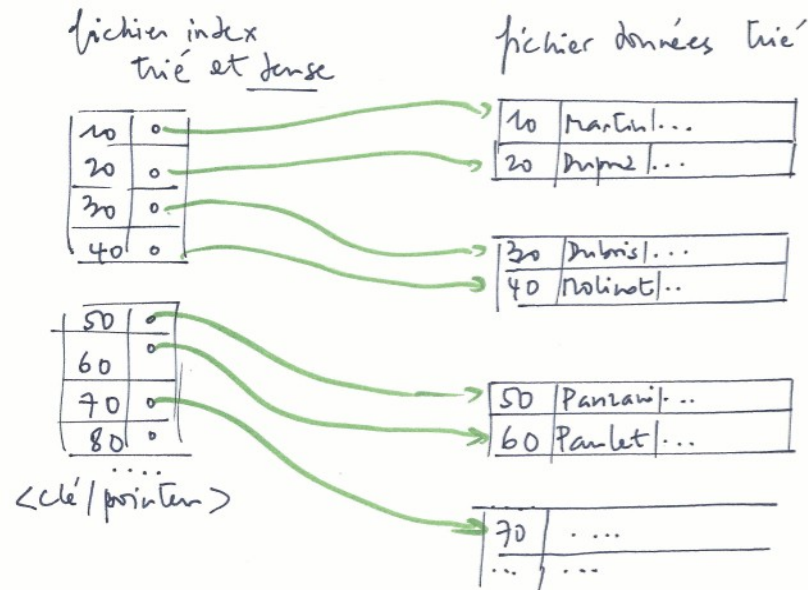 fichier index
trié et dense
10
20
30
40
50
60
70
80
....
<clé/pointeur>
fichier données trié
10 Martin ...
20 ...
30 Dubois ...
40 Molinot ..
50 Panzani ...
60 Paulet ...
70 ....
... ...